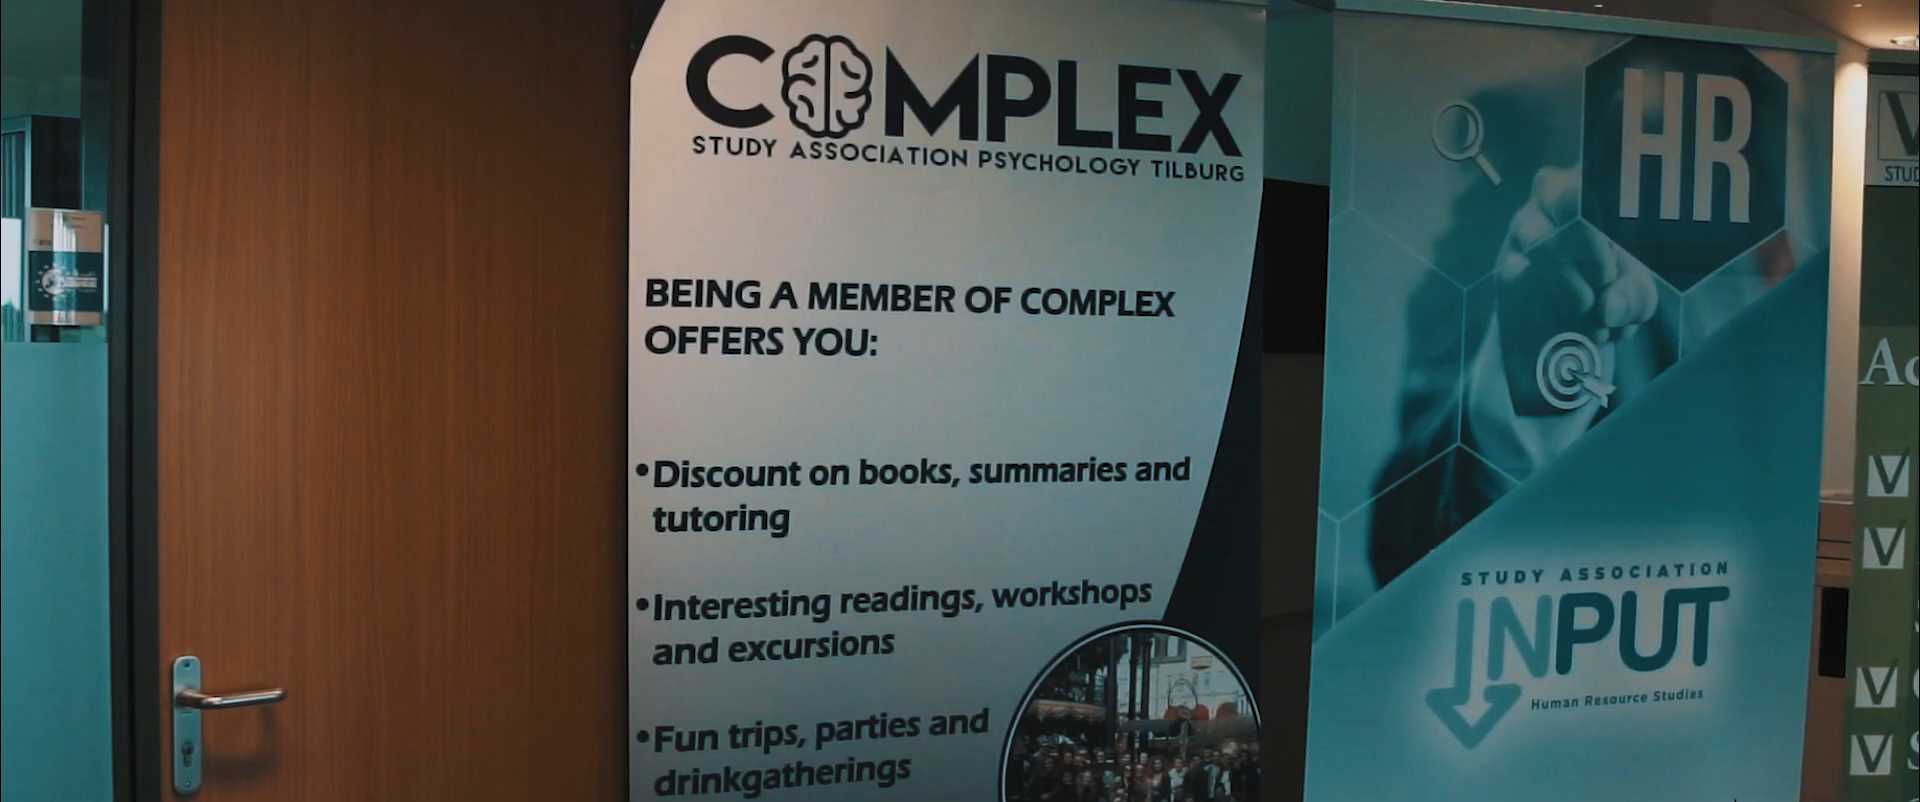 COMPLEX
STUDY ASSOCIATION PSYCHOLOGY TILBURG
BEING A MEMBER OF COMPLEX
OFFERS YOU:
•Discount on books, summaries and
tutoring
•Interesting readings, workshops
and excursions
•Fun trips, parties and
drinkgatherings
HR
STUDY ASSOCIATION
INPUT
Human Resource Studies